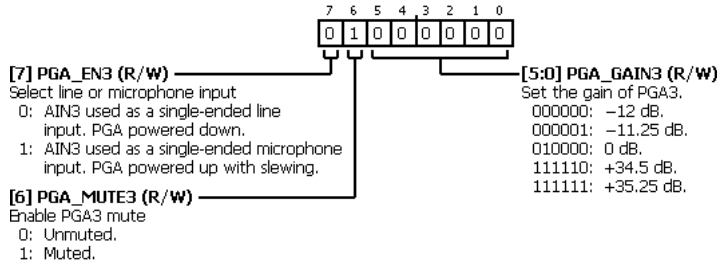 7 6 5 4 3 2 1 0
0 1 0 0 0 0 0 0
[7] PGA_EN3 (R/W)
Select line or microphone input
0: AIN3 used as a single-ended line
input. PGA powered down.
1: AIN3 used as a single-ended microphone
input. PGA powered up with slewing.
[6] PGA_MUTE3 (R/W)
Enable PGA3 mute
0: Unmuted.
1: Muted.
[5:0] PGA_GAIN3 (R/W)
Set the gain of PGA3.
000000: −12 dB.
000001: −11.25 dB.
010000: 0 dB.
111110: +34.5 dB.
111111: +35.25 dB.